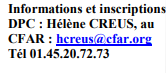 Informations et inscriptions
DPC : Hélène CREUS, au
CFAR : hcreus@cfar.org
Tél 01.45.20.72.73